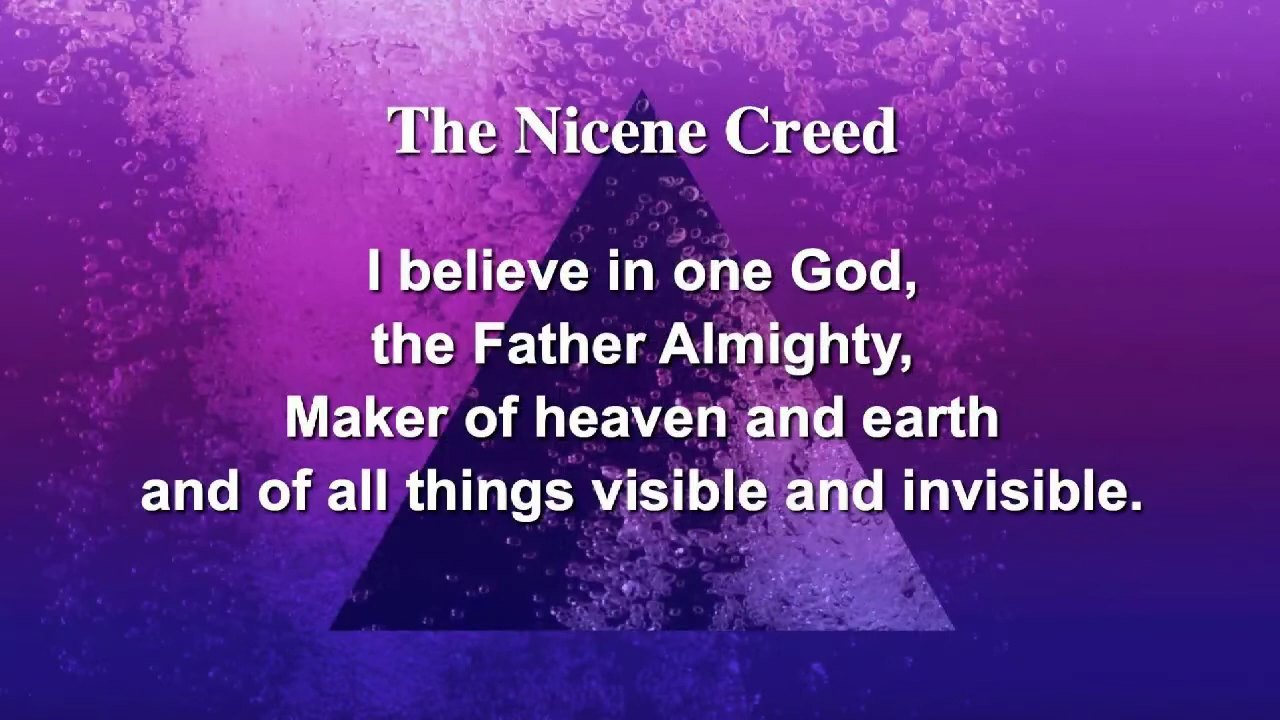 The Nicene Creed
I believe in one God,
the Father Almighty,
Maker of heaven and earth
and of all things visible and invisible.